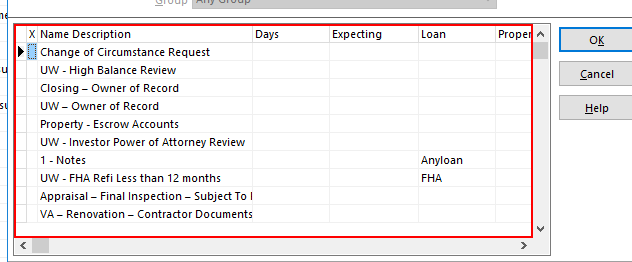 Group Any Group
X Name Description Days Expecting Loan Proper
Change of Circumstance Request
UW - High Balance Review
Closing – Owner of Record
UW – Owner of Record
Property - Escrow Accounts
UW - Investor Power of Attorney Review
1 - Notes Anyloan
UW - FHA Refi Less than 12 months FHA
Appraisal – Final Inspection – Subject To
VA – Renovation – Contractor Documents
OK
Cancel
Help